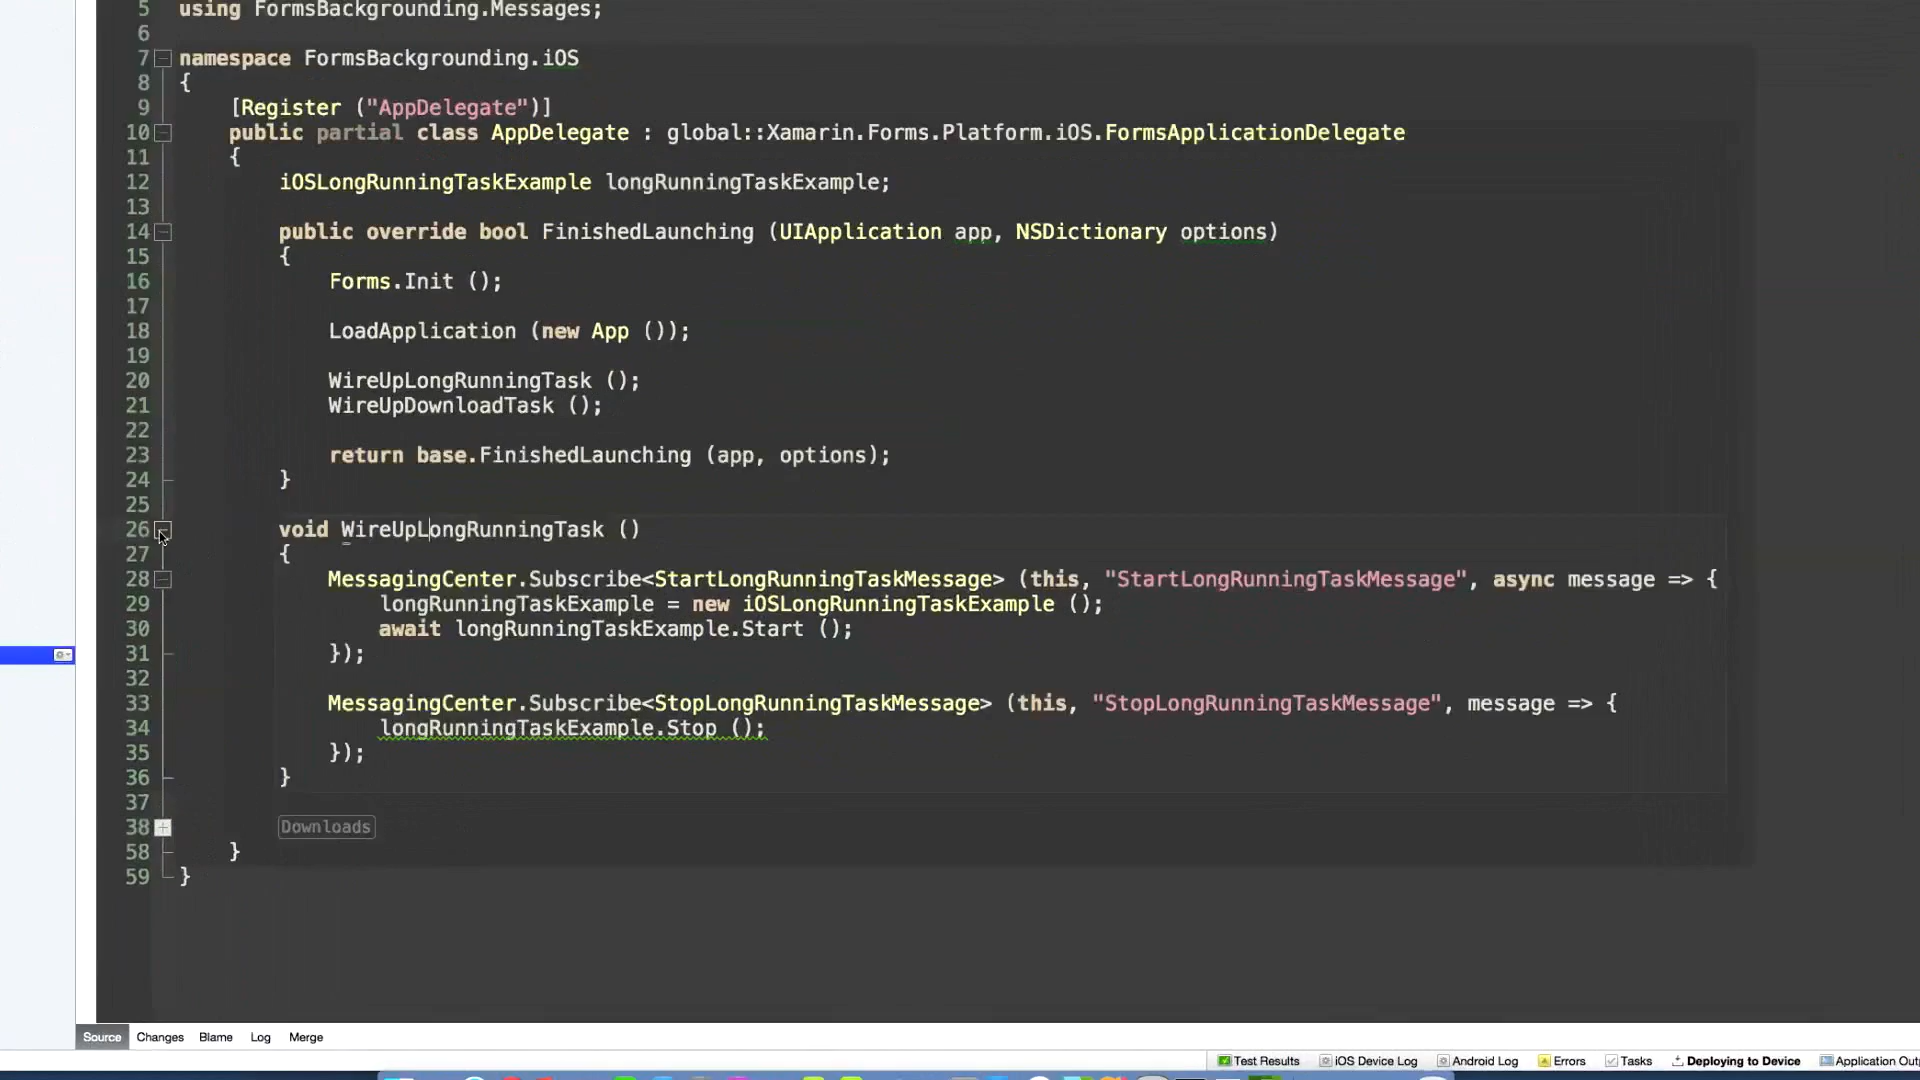 5 using FormsBackgrounding.Messages;
6
7 namespace FormsBackgrounding.iOS
8 {
9 [Register ("AppDelegate")]
10 public partial class AppDelegate : global::Xamarin.Forms.Platform.iOS.FormsApplicationDelegate
11 {
12 iOSLongRunningTaskExample longRunningTaskExample;
13
14 public override bool FinishedLaunching (UIApplication app, NSDictionary options)
15 {
16 Forms.Init ();
17
18 LoadApplication (new App ());
19
20 WireUpLongRunningTask ();
21 WireUpDownloadTask ();
22
23 return base.FinishedLaunching (app, options);
24 }
25
26 void WireUpLongRunningTask ()
27 {
28 MessagingCenter.Subscribe<StartLongRunningTaskMessage> (this, "StartLongRunningTaskMessage", async message => {
29 longRunningTaskExample = new iOSLongRunningTaskExample ();
30 await longRunningTaskExample.Start ();
31 });
32
33 MessagingCenter.Subscribe<StopLongRunningTaskMessage> (this, "StopLongRunningTaskMessage", message => {
34 longRunningTaskExample.Stop ();
35 });
36 }
37
38 Downloads
58 }
59 }
Source Changes Blame Log Merge
Test Results iOS Device Log Android Log Errors Tasks Deploying to Device Application Out